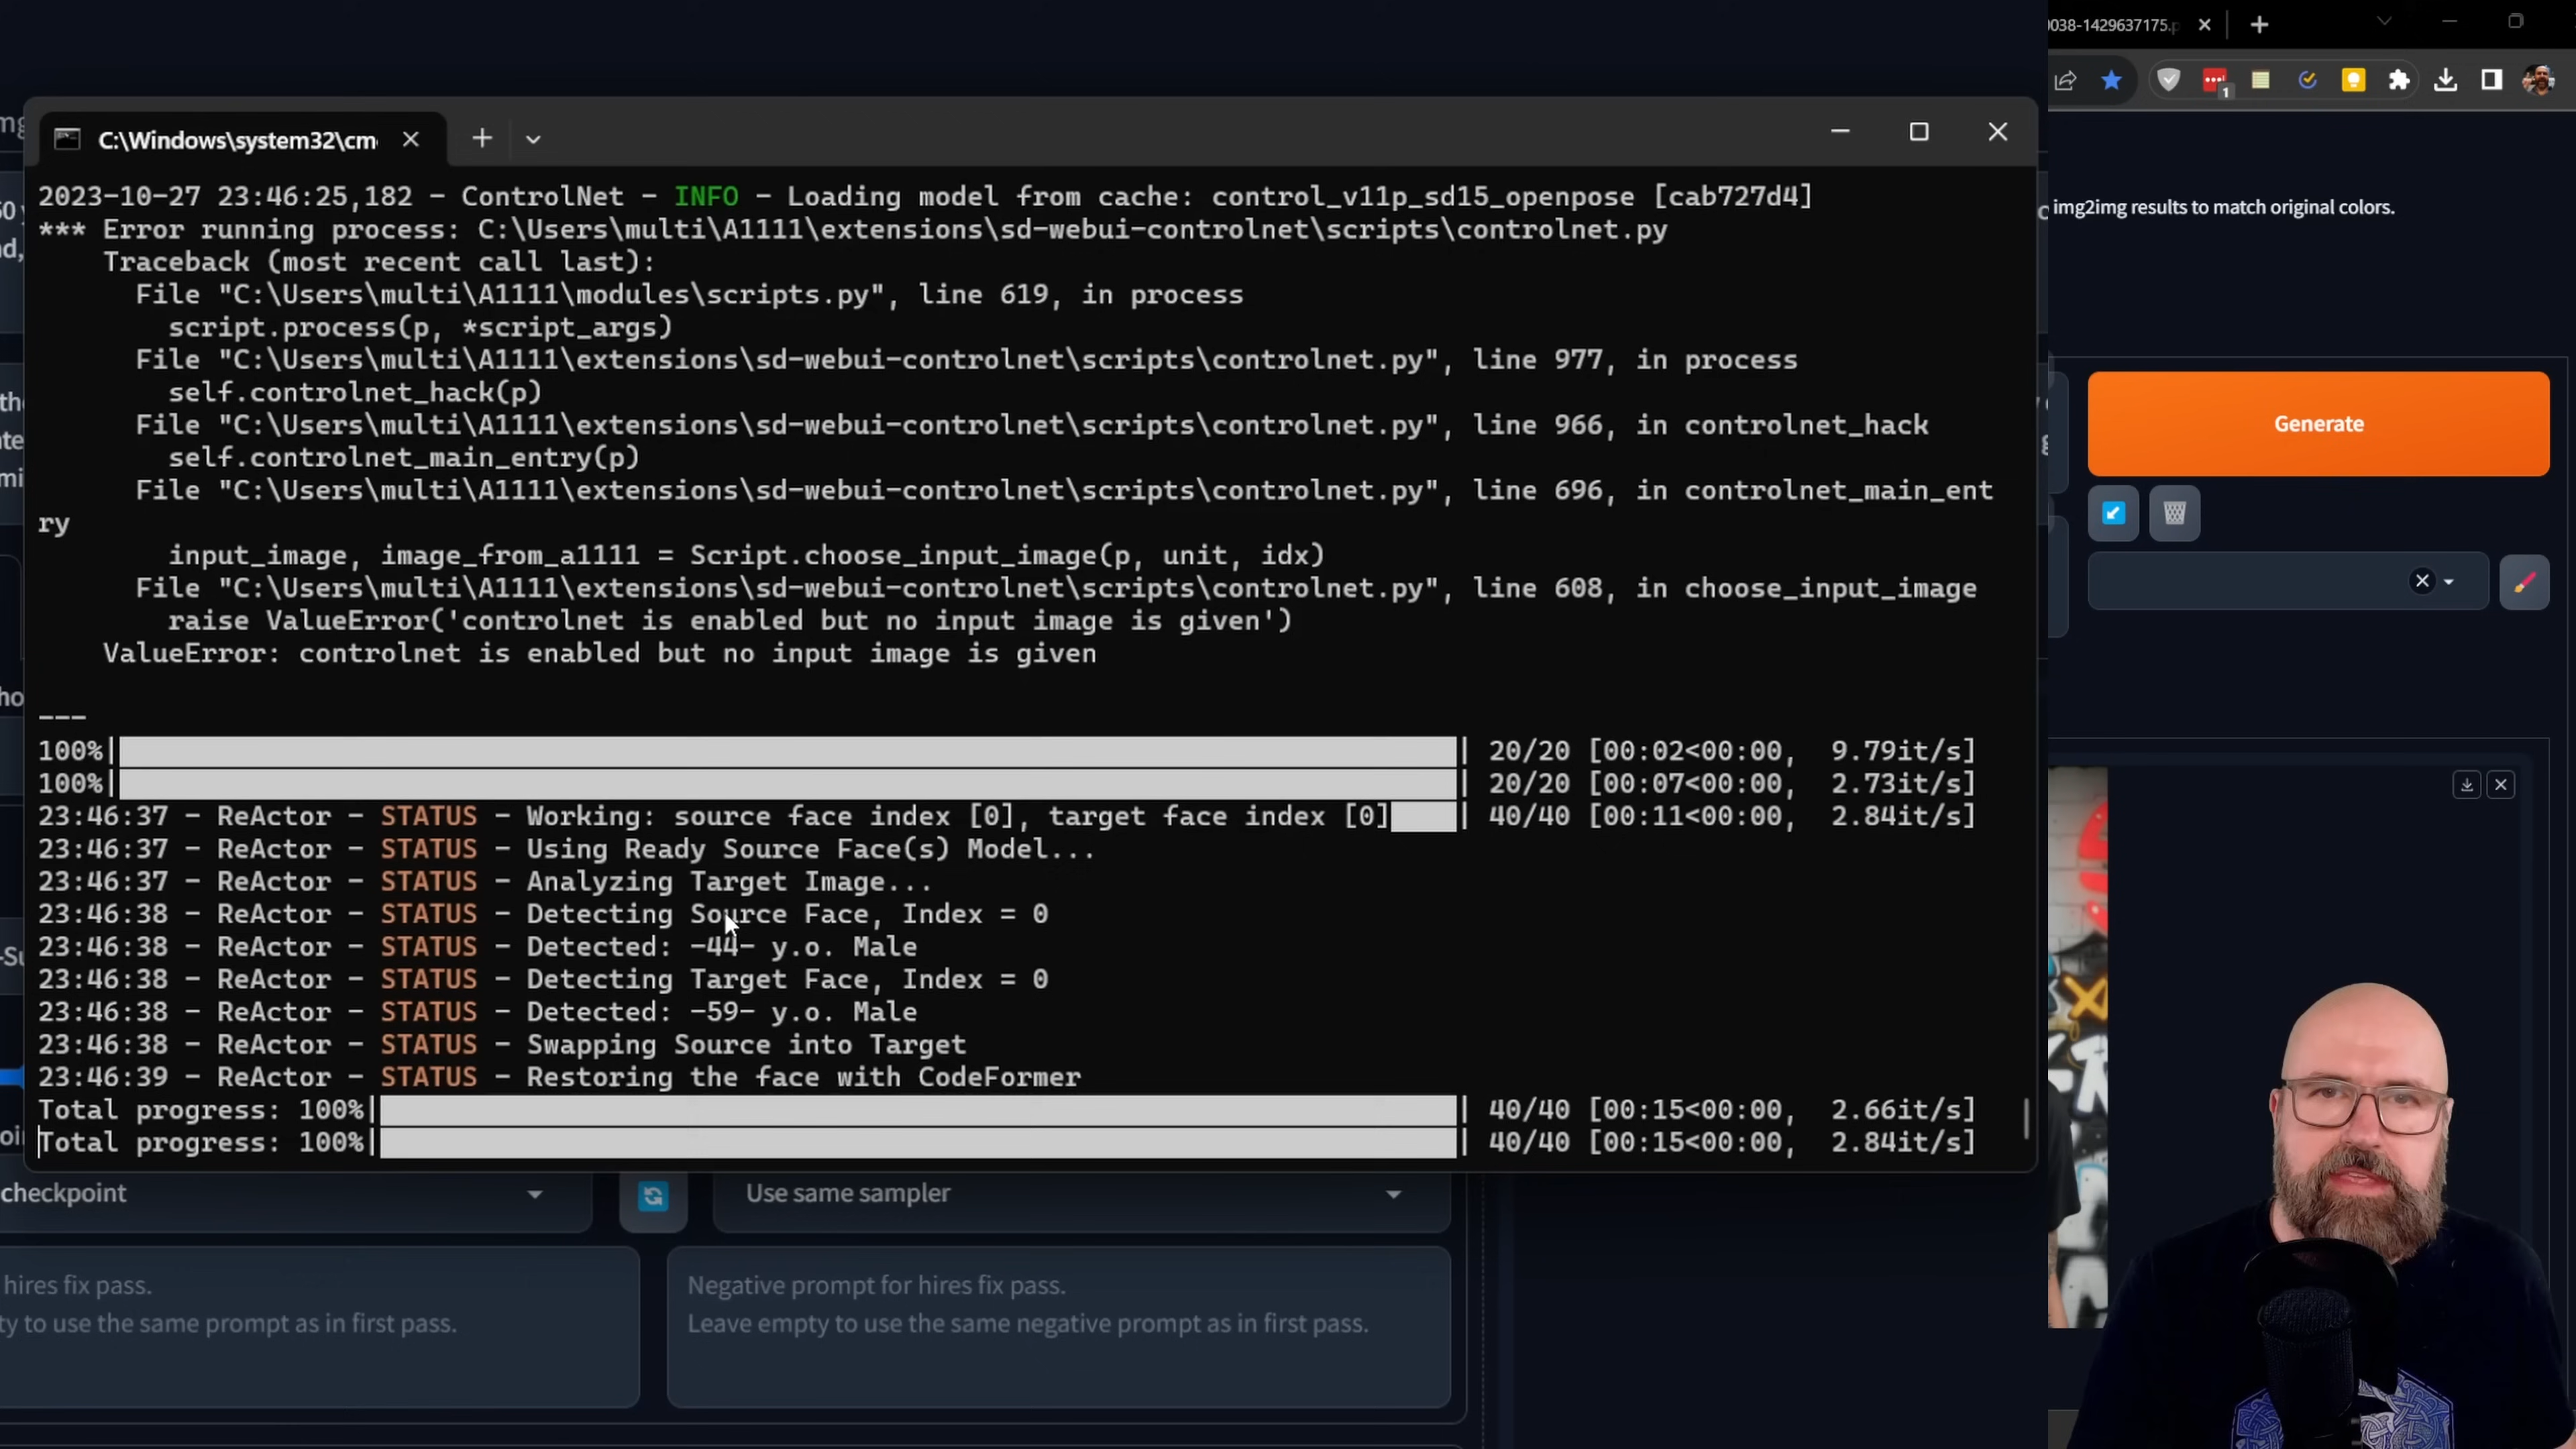 038-1429637175.p
1
C:\Windows\system32\cm
2023-10-27 23:46:25,182 - ControlNet - INFO - Loading model from cache: control_v11p_sd15_openpose [cab727d4]
*** Error running process: C:\Users\multi\A1111\extensions\sd-webui-controlnet\scripts\controlnet.py
Traceback (most recent call last):
File "C:\Users\multi\A1111\modules\scripts.py", line 619, in process
script.process(p, *script_args)
File "C:\Users\multi\A1111\extensions\sd-webui-controlnet\scripts\controlnet.py", line 977, in process
self.controlnet_hack(p)
File "C:\Users\multi\A1111\extensions\sd-webui-controlnet\scripts\controlnet.py", line 966, in controlnet_hack
self.controlnet_main_entry(p)
File "C:\Users\multi\A1111\extensions\sd-webui-controlnet\scripts\controlnet.py", line 696, in controlnet_main_ent
ry
input_image, image_from_a1111 = Script.choose_input_image(p, unit, idx)
File "C:\Users\multi\A1111\extensions\sd-webui-controlnet\scripts\controlnet.py", line 608, in choose_input_image
raise ValueError('controlnet is enabled but no input image is given')
ValueError: controlnet is enabled but no input image is given
---
100%| | 20/20 [00:02<00:00, 9.79it/s]
100%| | 20/20 [00:07<00:00, 2.73it/s]
23:46:37 - ReActor - STATUS - Working: source face index [0], target face index [0] | 40/40 [00:11<00:00, 2.84it/s]
23:46:37 - ReActor - STATUS - Using Ready Source Face(s) Model...
23:46:37 - ReActor - STATUS - Analyzing Target Image...
23:46:38 - ReActor - STATUS - Detecting Source Face, Index = 0
23:46:38 - ReActor - STATUS - Detected: -44- y.o. Male
23:46:38 - ReActor - STATUS - Detecting Target Face, Index = 0
23:46:38 - ReActor - STATUS - Detected: -59- y.o. Male
23:46:38 - ReActor - STATUS - Swapping Source into Target
23:46:39 - ReActor - STATUS - Restoring the face with CodeFormer
Total progress: 100%| | 40/40 [00:15<00:00, 2.66it/s]
Total progress: 100%| | 40/40 [00:15<00:00, 2.84it/s]
img2img results to match original colors.
Generate
checkpoint
Use same sampler
hires fix pass.
ty to use the same prompt as in first pass.
Negative prompt for hires fix pass.
Leave empty to use the same negative prompt as in first pass.